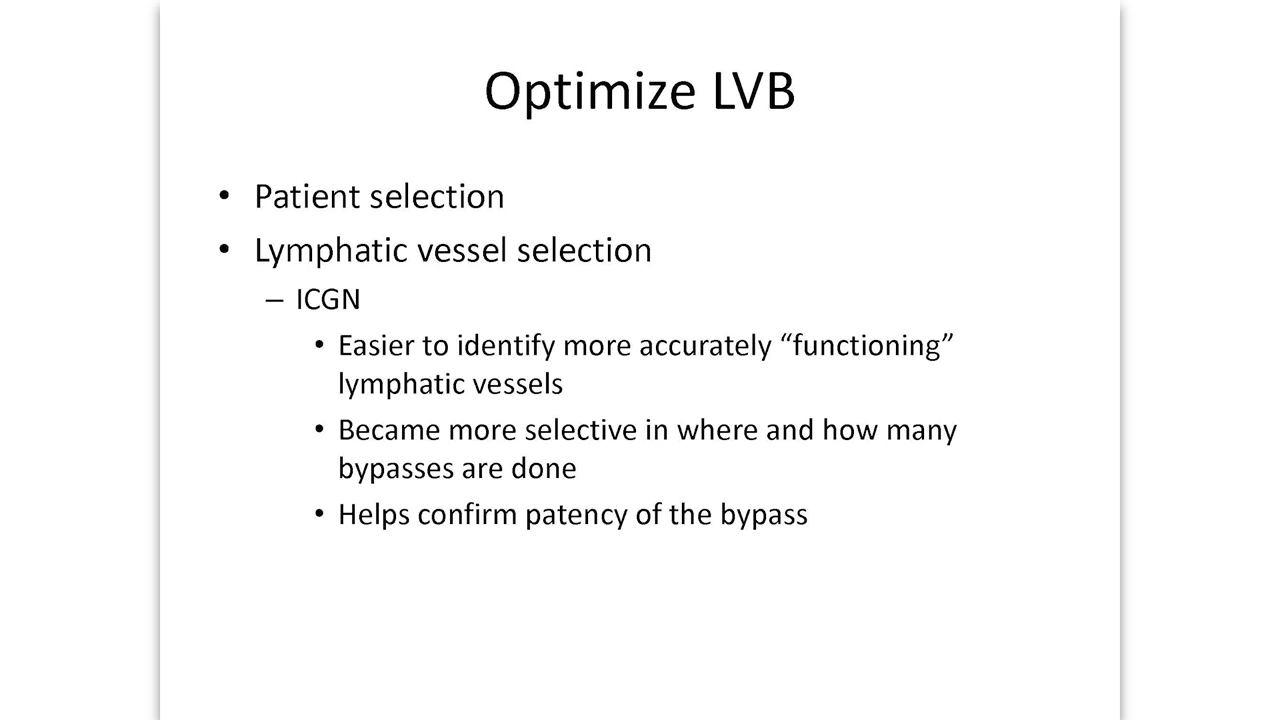 Optimize LVB
• Patient selection
• Lymphatic vessel selection
– ICGN
• Easier to identify more accurately “functioning”
lymphatic vessels
• Became more selective in where and how many
bypasses are done
• Helps confirm patency of the bypass